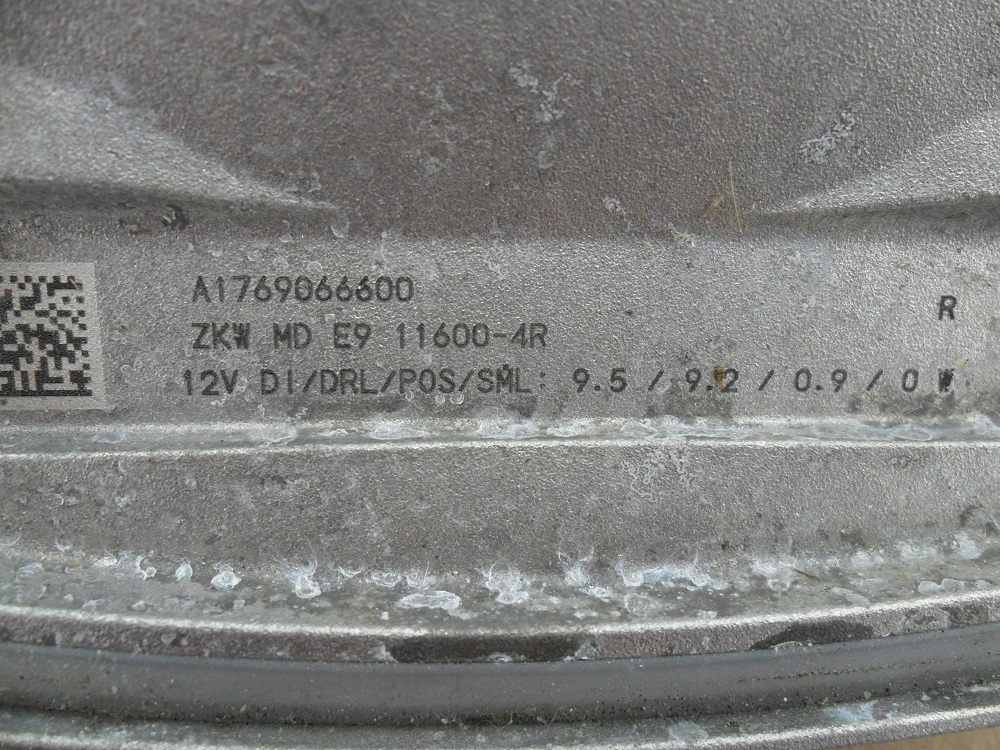 A1769066600
R
ZKW MD E9 11600-4R
12V DI/DRL/POS/SML: 9.5 / 9.2 / 0.9 / 0 W